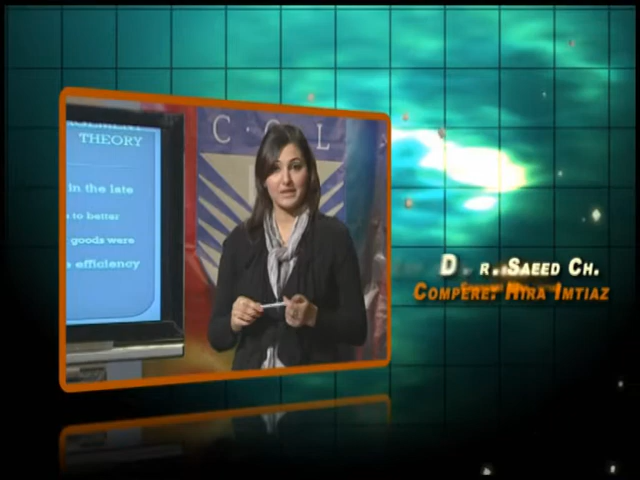 THEORY
in the late
to better
goods were
efficiency
C·O·L
D. r. SAEED CH.
COMPERE: HIRA IMTIAZ